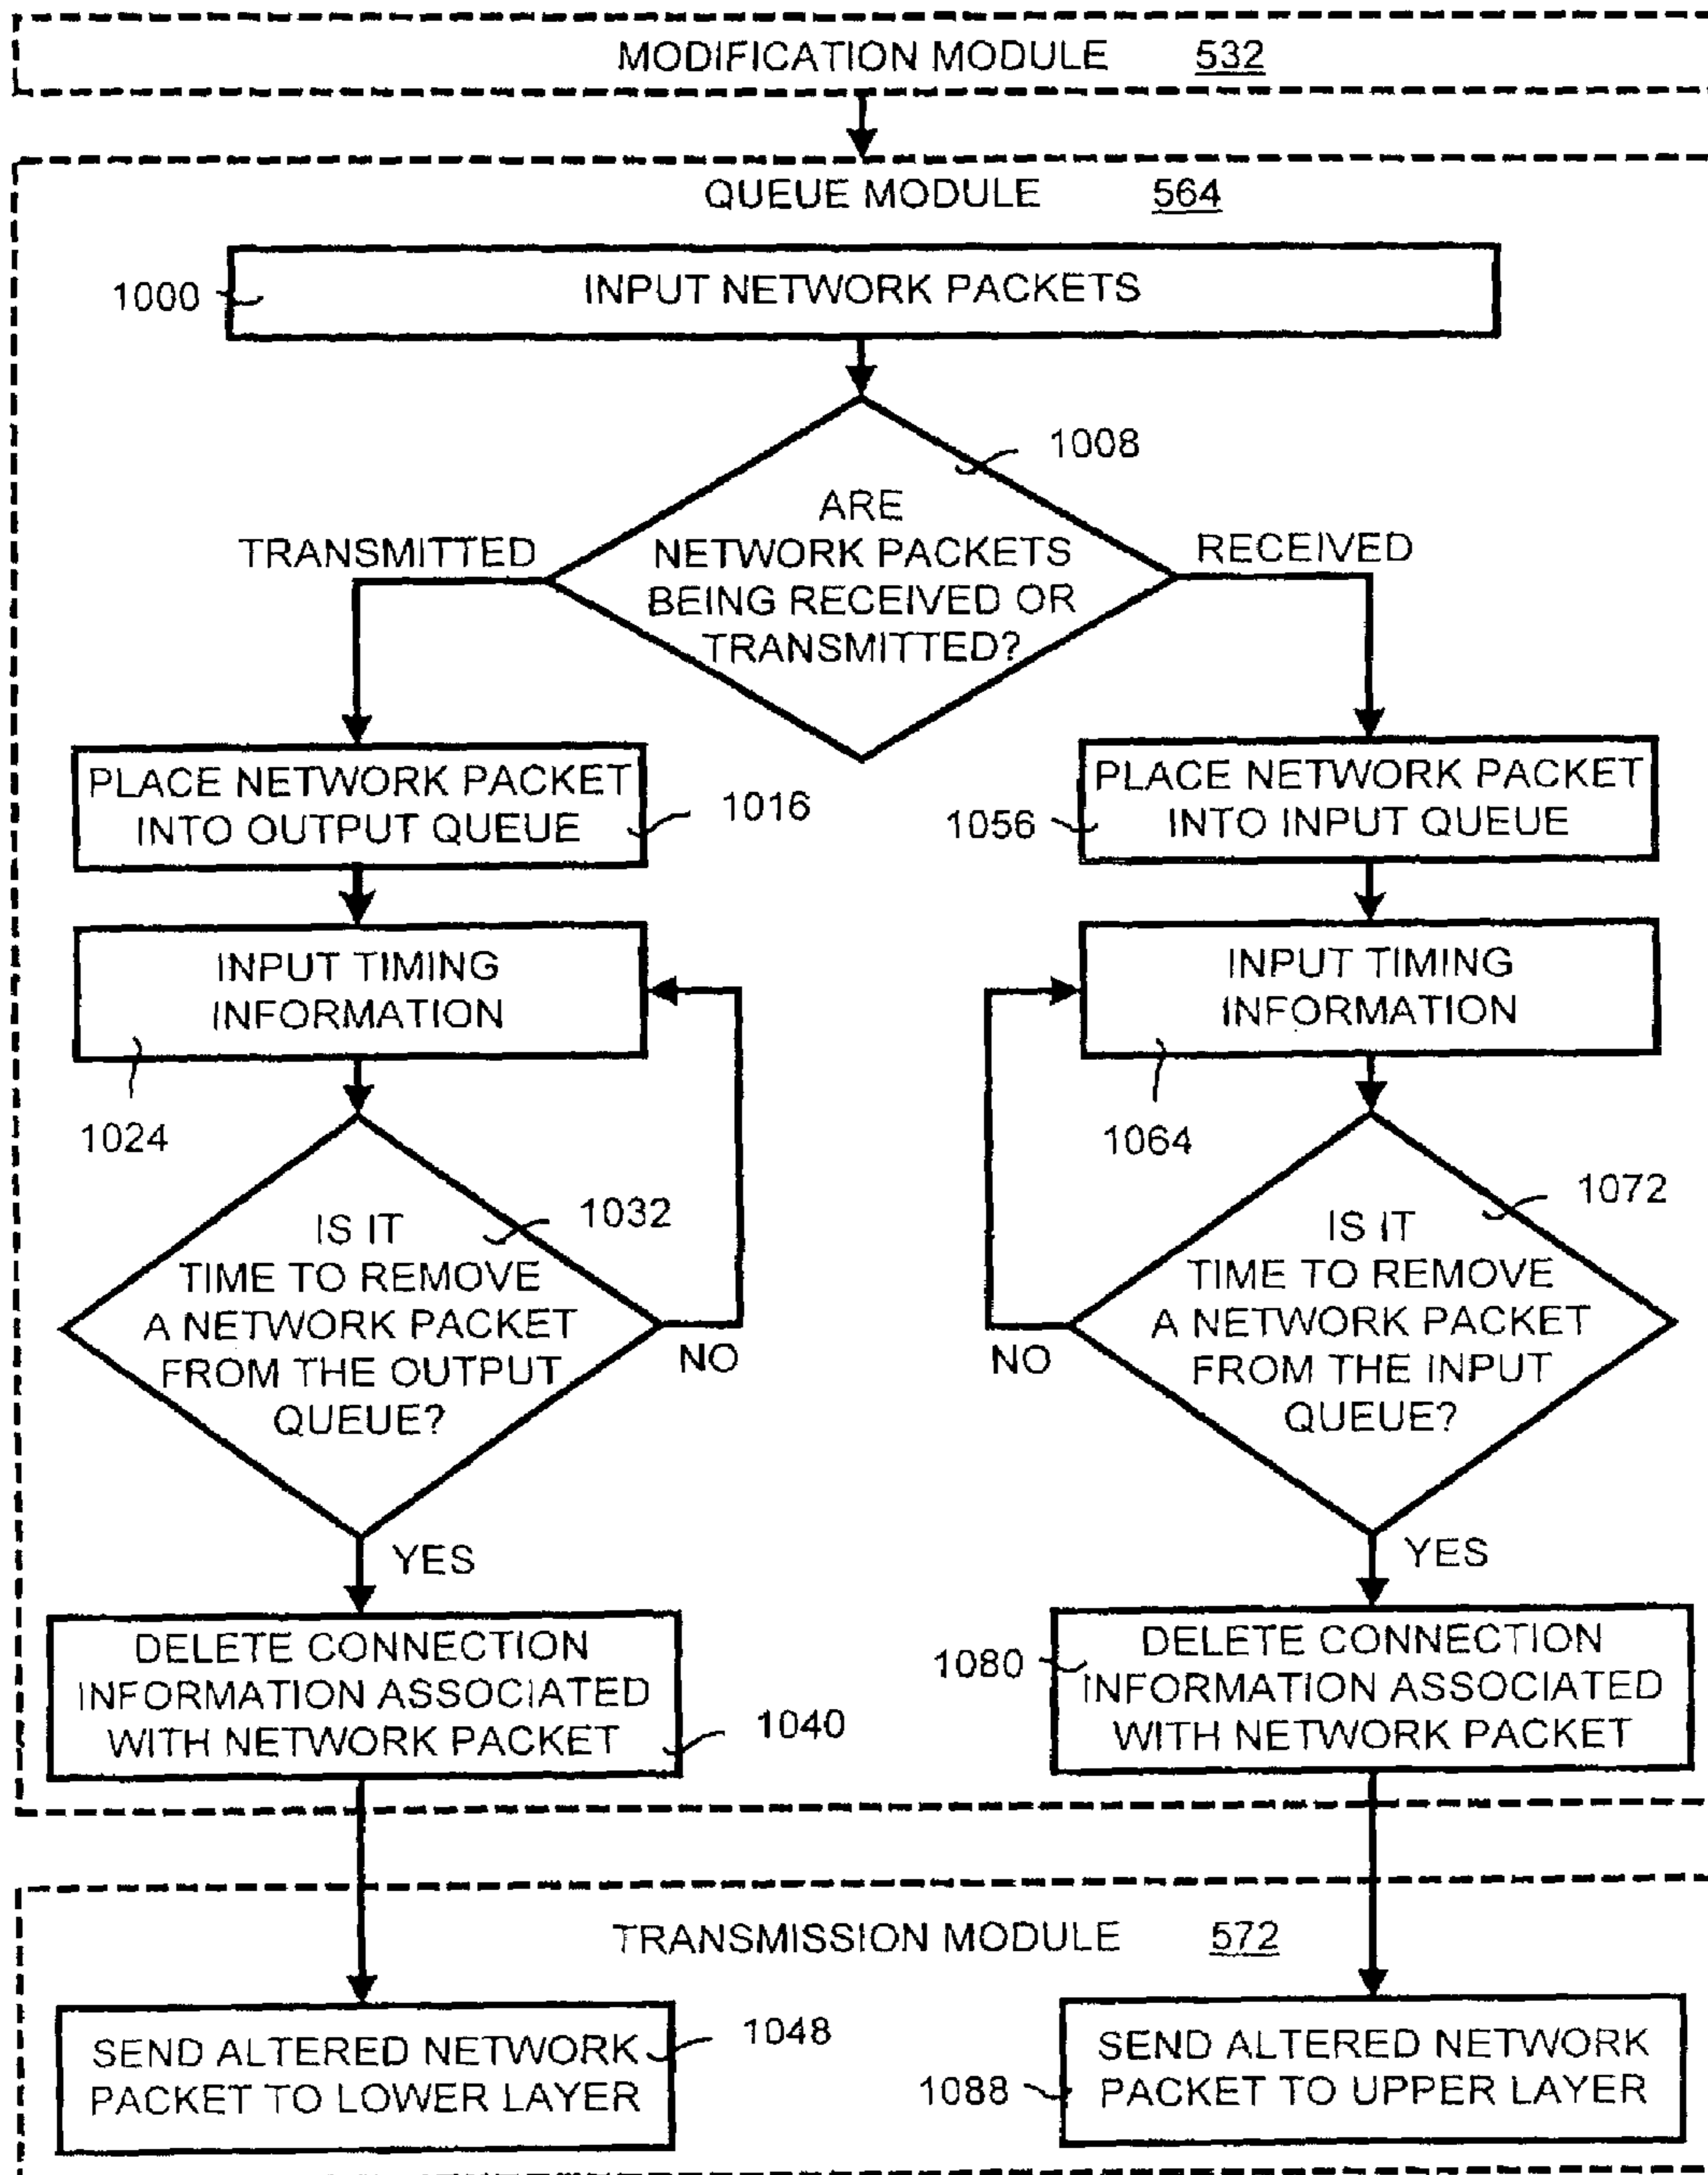 MODIFICATION MODULE 532
QUEUE MODULE 564
1000
INPUT NETWORK PACKETS
1008
ARE
NETWORK PACKETS
BEING RECEIVED OR
TRANSMITTED?
TRANSMITTED
RECEIVED
PLACE NETWORK PACKET
INTO OUTPUT QUEUE
1016
1056
PLACE NETWORK PACKET
INTO INPUT QUEUE
INPUT TIMING
INFORMATION
1024
INPUT TIMING
INFORMATION
1064
IS IT
TIME TO REMOVE
A NETWORK PACKET
FROM THE OUTPUT
QUEUE?
1032
NO
YES
IS IT
TIME TO REMOVE
A NETWORK PACKET
FROM THE INPUT
QUEUE?
1072
NO
YES
DELETE CONNECTION
INFORMATION ASSOCIATED
WITH NETWORK PACKET
1040
1080
DELETE CONNECTION
INFORMATION ASSOCIATED
WITH NETWORK PACKET
TRANSMISSION MODULE 572
SEND ALTERED NETWORK
PACKET TO LOWER LAYER
1048
1088
SEND ALTERED NETWORK
PACKET TO UPPER LAYER